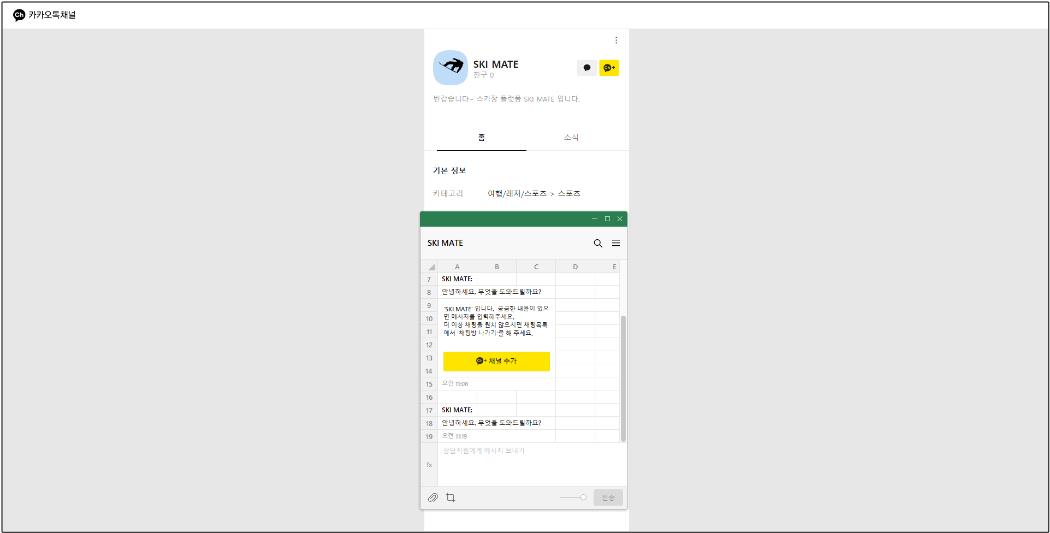 Ch 카카오톡채널
SKI MATE
친구 0
반갑습니다~ 스키장 플랫폼 SKI MATE 입니다.
홈 소식
기본 정보
카테고리 여행/레저/스포츠 > 스포츠
SKI MATE
A B C D E
7 SKI MATE:
8 안녕하세요. 무엇을 도와드릴까요?
9 'SKI MATE' 입니다. 궁금한 내용이 있으
10 면 메시지를 입력해주세요.
11 더 이상 채팅을 원치 않으시면 채팅목록
에서 '채팅방 나가기'를 해 주세요.
12
13 Ch+ 채널 추가
14
15 오전
16
17 SKI MATE:
18 안녕하세요. 무엇을 도와드릴까요?
19 오전
fx 상담직원에게 메시지 보내기
전송